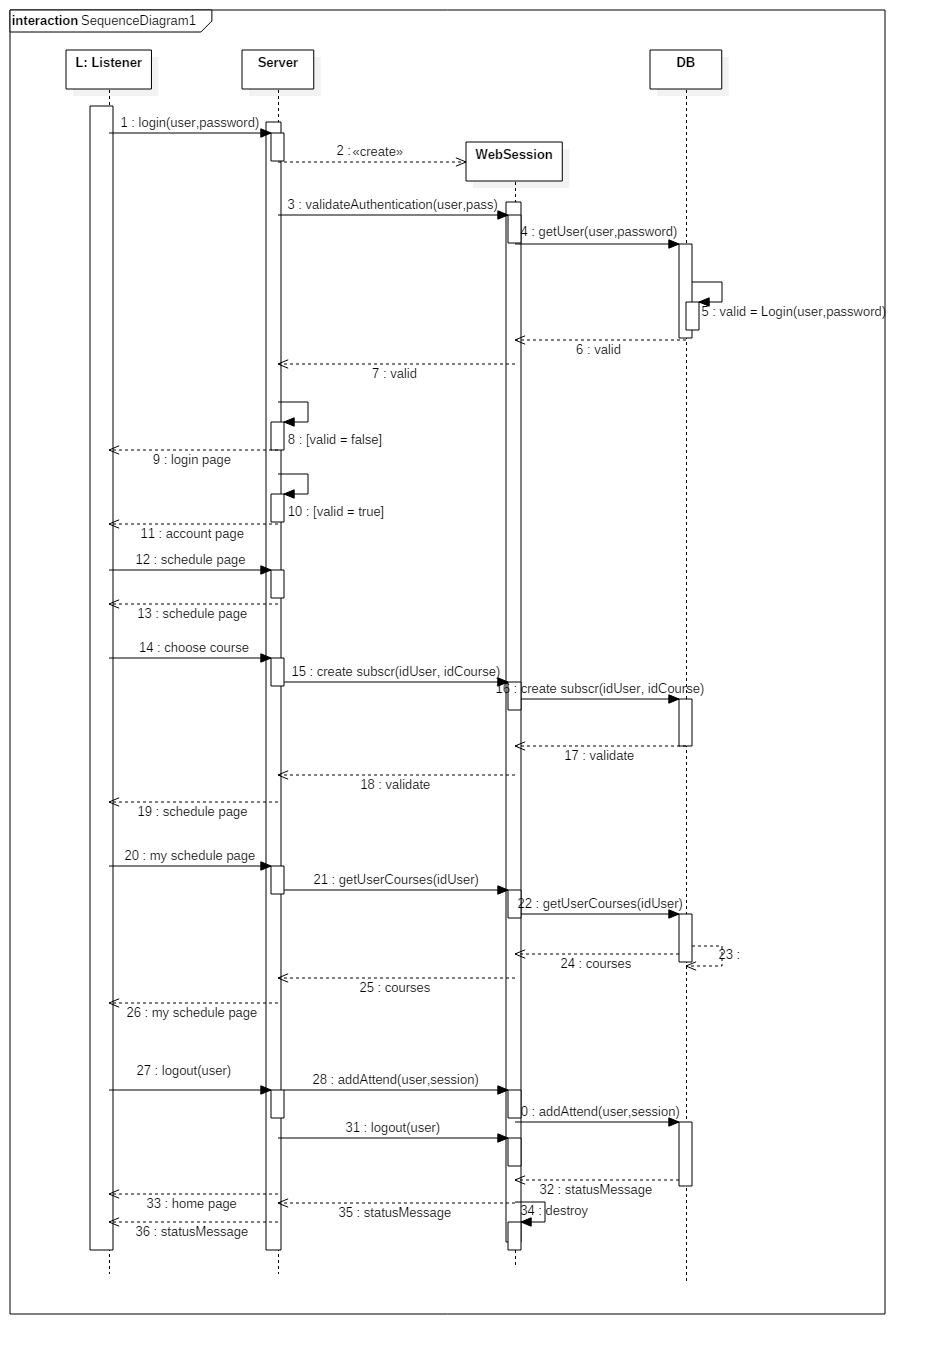 interaction SequenceDiagram1
L: Listener
Server
DB
1 : login(user,password)
2 : «create»
WebSession
3 : validateAuthentication(user,pass)
4 : getUser(user,password)
5 : valid = Login(user,password)
6 : valid
7 : valid
8 : [valid = false]
9 : login page
10 : [valid = true]
11 : account page
12 : schedule page
13 : schedule page
14 : choose course
15 : create subscr(idUser, idCourse)
16 : create subscr(idUser, idCourse)
17 : validate
18 : validate
19 : schedule page
20 : my schedule page
21 : getUserCourses(idUser)
22 : getUserCourses(idUser)
23 :
24 : courses
25 : courses
26 : my schedule page
27 : logout(user)
28 : addAttend(user,session)
0 : addAttend(user,session)
31 : logout(user)
32 : statusMessage
33 : home page
34 : destroy
35 : statusMessage
36 : statusMessage